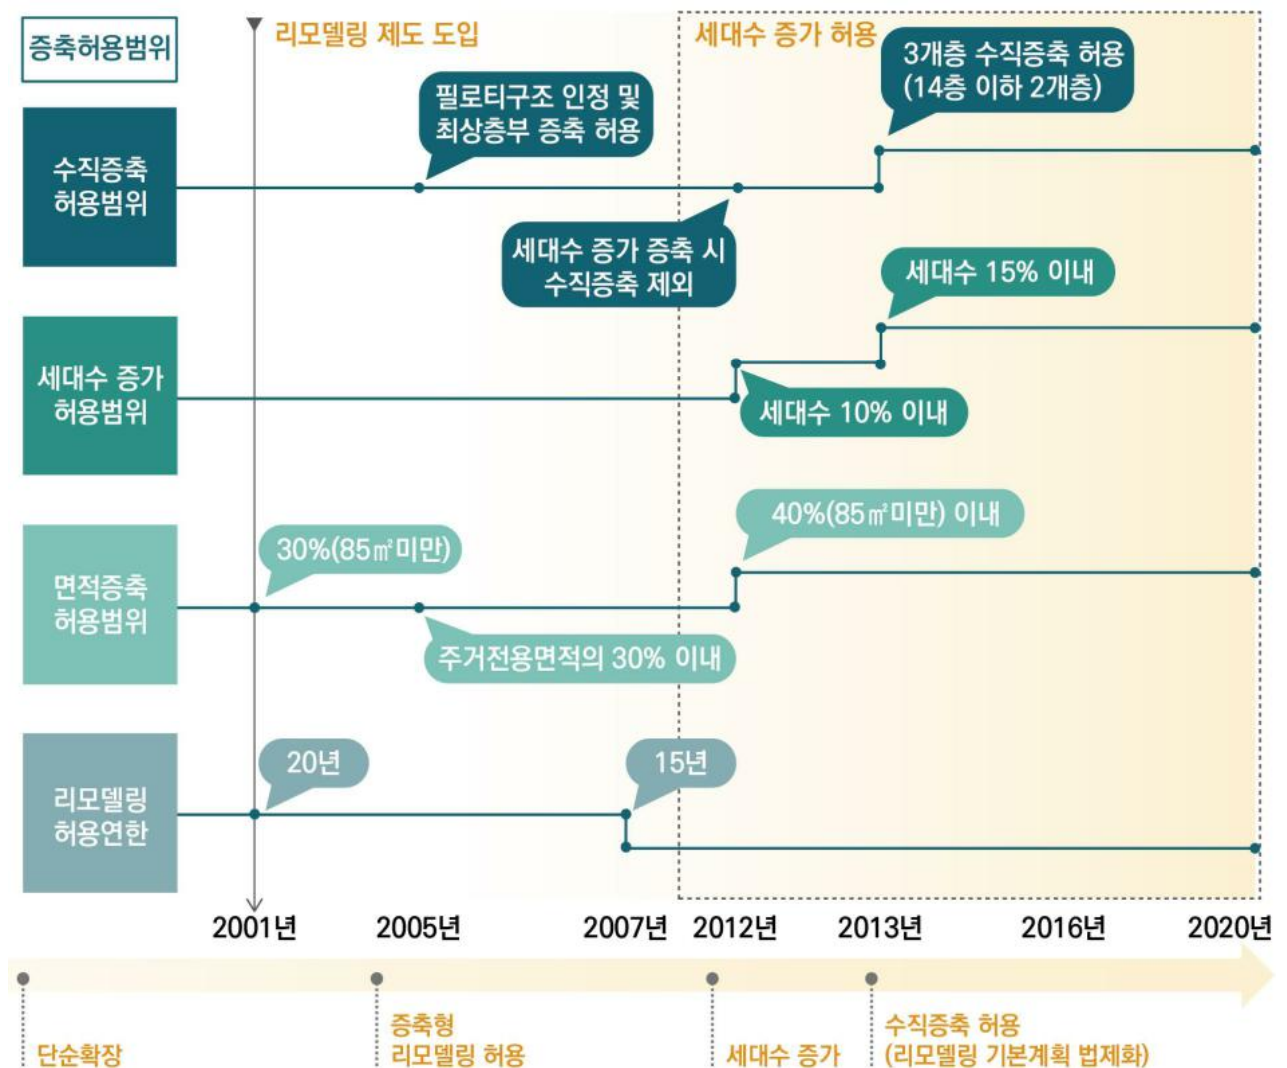 증축허용범위
리모델링 제도 도입
세대수 증가 허용
수직증축
허용범위
필로티구조 인정 및
최상층부 증축 허용
3개층 수직증축 허용
(14층 이하 2개층)
세대수 증가 증축 시
수직증축 제외
세대수 증가
허용범위
세대수 15% 이내
세대수 10% 이내
면적증축
허용범위
30%(85㎡미만)
40%(85㎡미만) 이내
주거전용면적의 30% 이내
리모델링
허용연한
20년
15년
2001년 2005년 2007년 2012년 2013년 2016년 2020년
단순확장
증축형
리모델링 허용
세대수 증가
수직증축 허용
(리모델링 기본계획 법제화)